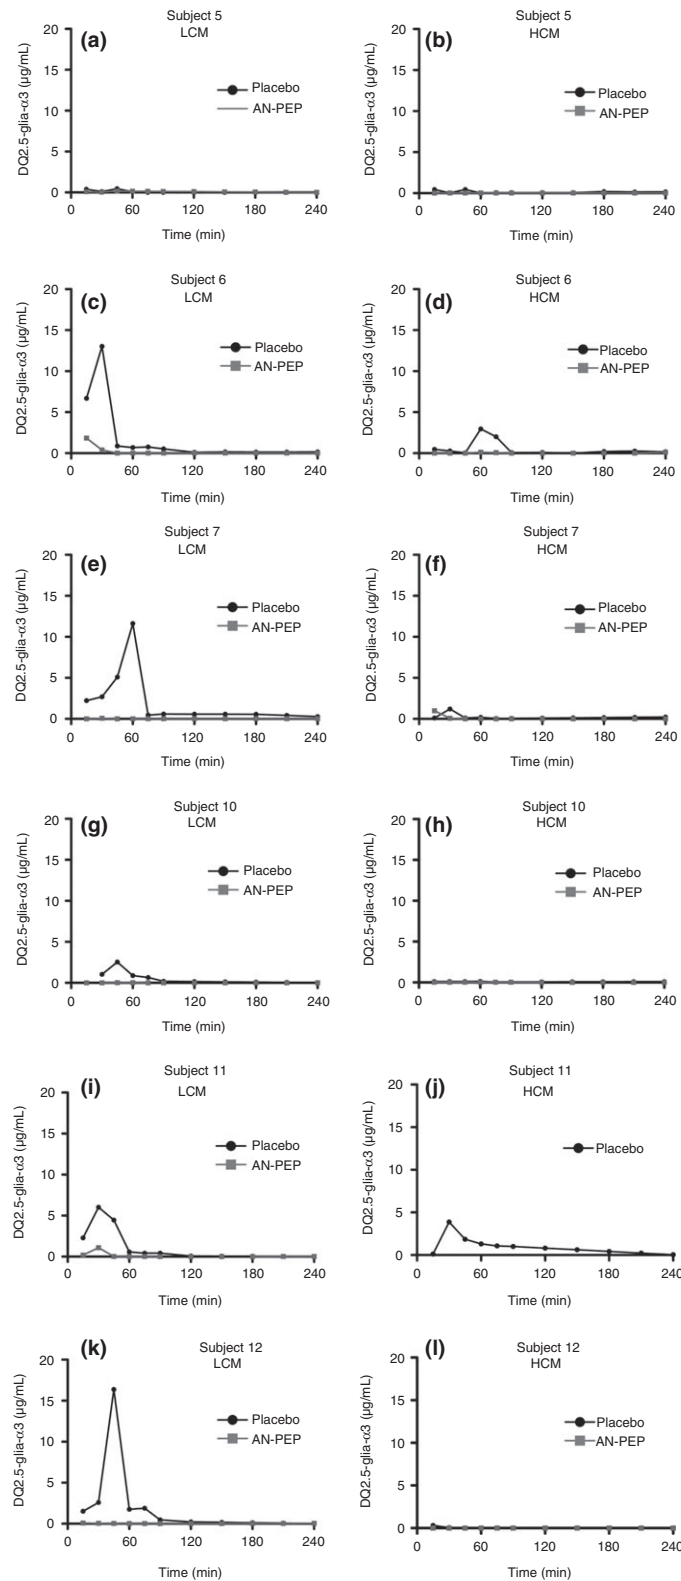 Subject 5
LCM
(a)
DQ2.5-glia-α3 (μg/mL)
20
15
10
5
0
Placebo
AN-PEP
0 60 120 180 240
Time (min)
Subject 5
HCM
(b)
DQ2.5-glia-α3 (μg/mL)
20
15
10
5
0
Placebo
AN-PEP
0 60 120 180 240
Time (min)
Subject 6
LCM
(c)
DQ2.5-glia-α3 (μg/mL)
20
15
10
5
0
Placebo
AN-PEP
0 60 120 180 240
Time (min)
Subject 6
HCM
(d)
DQ2.5-glia-α3 (μg/mL)
20
15
10
5
0
Placebo
AN-PEP
0 60 120 180 240
Time (min)
Subject 7
LCM
(e)
DQ2.5-glia-α3 (μg/mL)
20
15
10
5
0
Placebo
AN-PEP
0 60 120 180 240
Time (min)
Subject 7
HCM
(f)
DQ2.5-glia-α3 (μg/mL)
20
15
10
5
0
Placebo
AN-PEP
0 60 120 180 240
Time (min)
Subject 10
LCM
(g)
DQ2.5-glia-α3 (μg/mL)
20
15
10
5
0
Placebo
AN-PEP
0 60 120 180 240
Time (min)
Subject 10
HCM
(h)
DQ2.5-glia-α3 (μg/mL)
20
15
10
5
0
Placebo
AN-PEP
0 60 120 180 240
Time (min)
Subject 11
LCM
(i)
DQ2.5-glia-α3 (μg/mL)
20
15
10
5
0
Placebo
AN-PEP
0 60 120 180 240
Time (min)
Subject 11
HCM
(j)
DQ2.5-glia-α3 (μg/mL)
20
15
10
5
0
Placebo
0 60 120 180 240
Time (min)
Subject 12
LCM
(k)
DQ2.5-glia-α3 (μg/mL)
20
15
10
5
0
Placebo
AN-PEP
0 60 120 180 240
Time (min)
Subject 12
HCM
(l)
DQ2.5-glia-α3 (μg/mL)
20
15
10
5
0
Placebo
AN-PEP
0 60 120 180 240
Time (min)